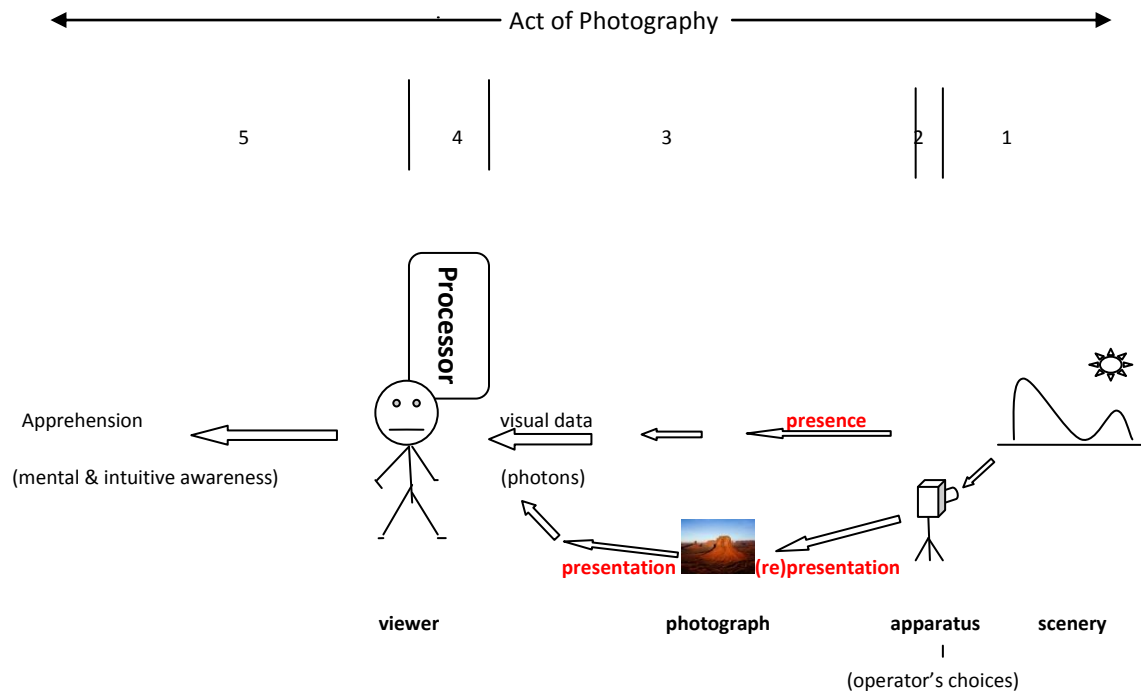 Act of Photography
5 4 3 2 1
Processor
Apprehension
visual data
presence
(mental & intuitive awareness)
(photons)
presentation
(re)presentation
viewer
photograph
apparatus
scenery
(operator’s choices)